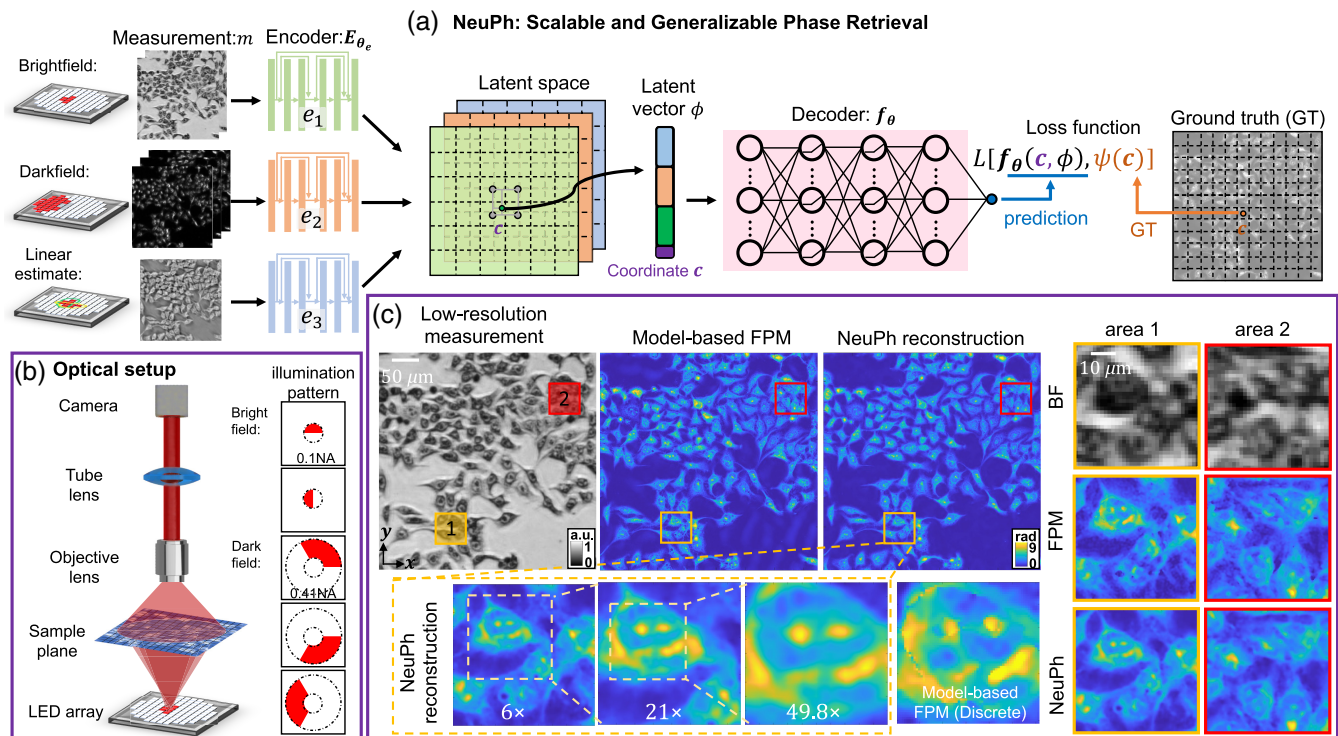 (a) NeuPh: Scalable and Generalizable Phase Retrieval
Measurement:m
Encoder: E_θe
Brightfield:
Darkfield:
Linear
estimate:
e1
e2
e3
Latent space
c
Latent
vector ϕ
Coordinate c
Decoder: f_θ
Loss function
L[f_θ(c, ϕ), ψ(c)]
prediction
GT
Ground truth (GT)
c
(b) Optical setup
Camera
Tube
lens
Objective
lens
Sample
plane
LED array
illumination
pattern
Bright
field:
0.1NA
Dark
field:
0.41NA
(c)
Low-resolution
measurement
Model-based FPM
NeuPh reconstruction
50 μm
2
1
y
x
a.u.
1
0
rad
9
0
NeuPh
reconstruction
6×
21×
49.8×
Model-based
FPM (Discrete)
area 1
area 2
10 μm
BF
FPM
NeuPh